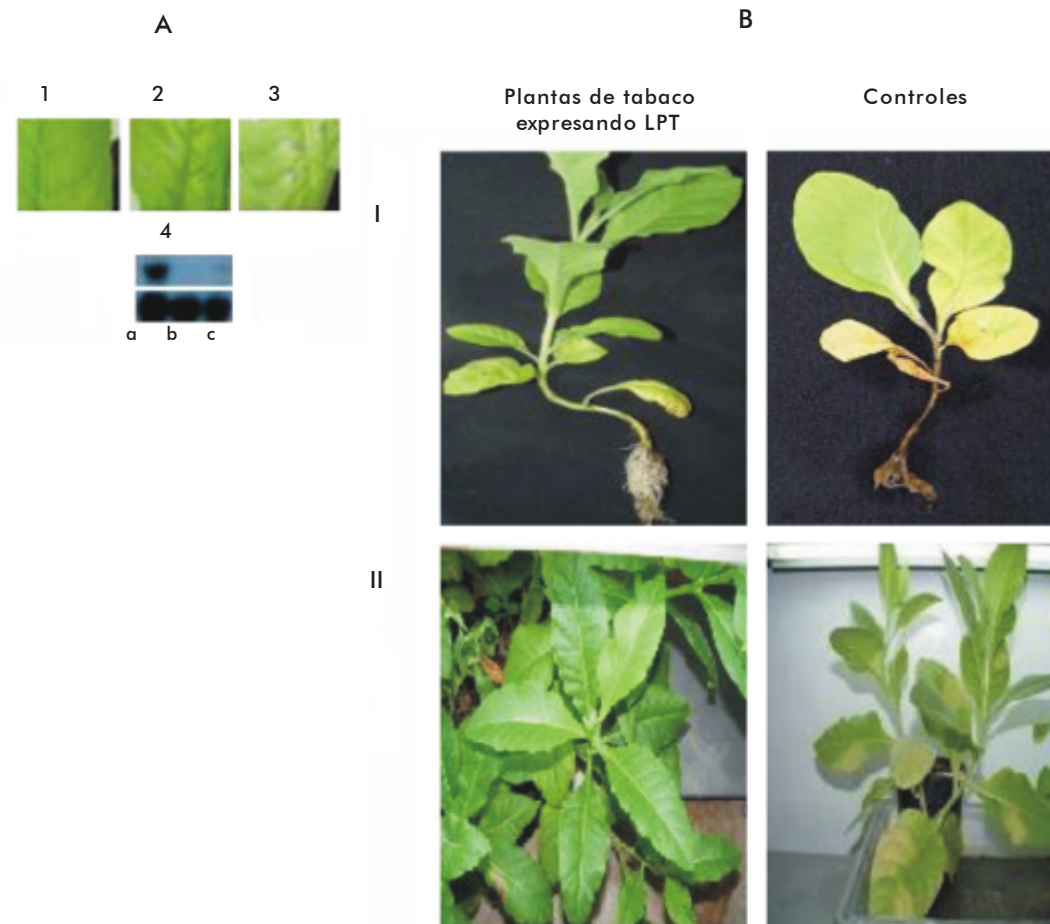 A
B
1
2
3
Plantas de tabaco
expresando LPT
Controles
I
4
a
b
c
II